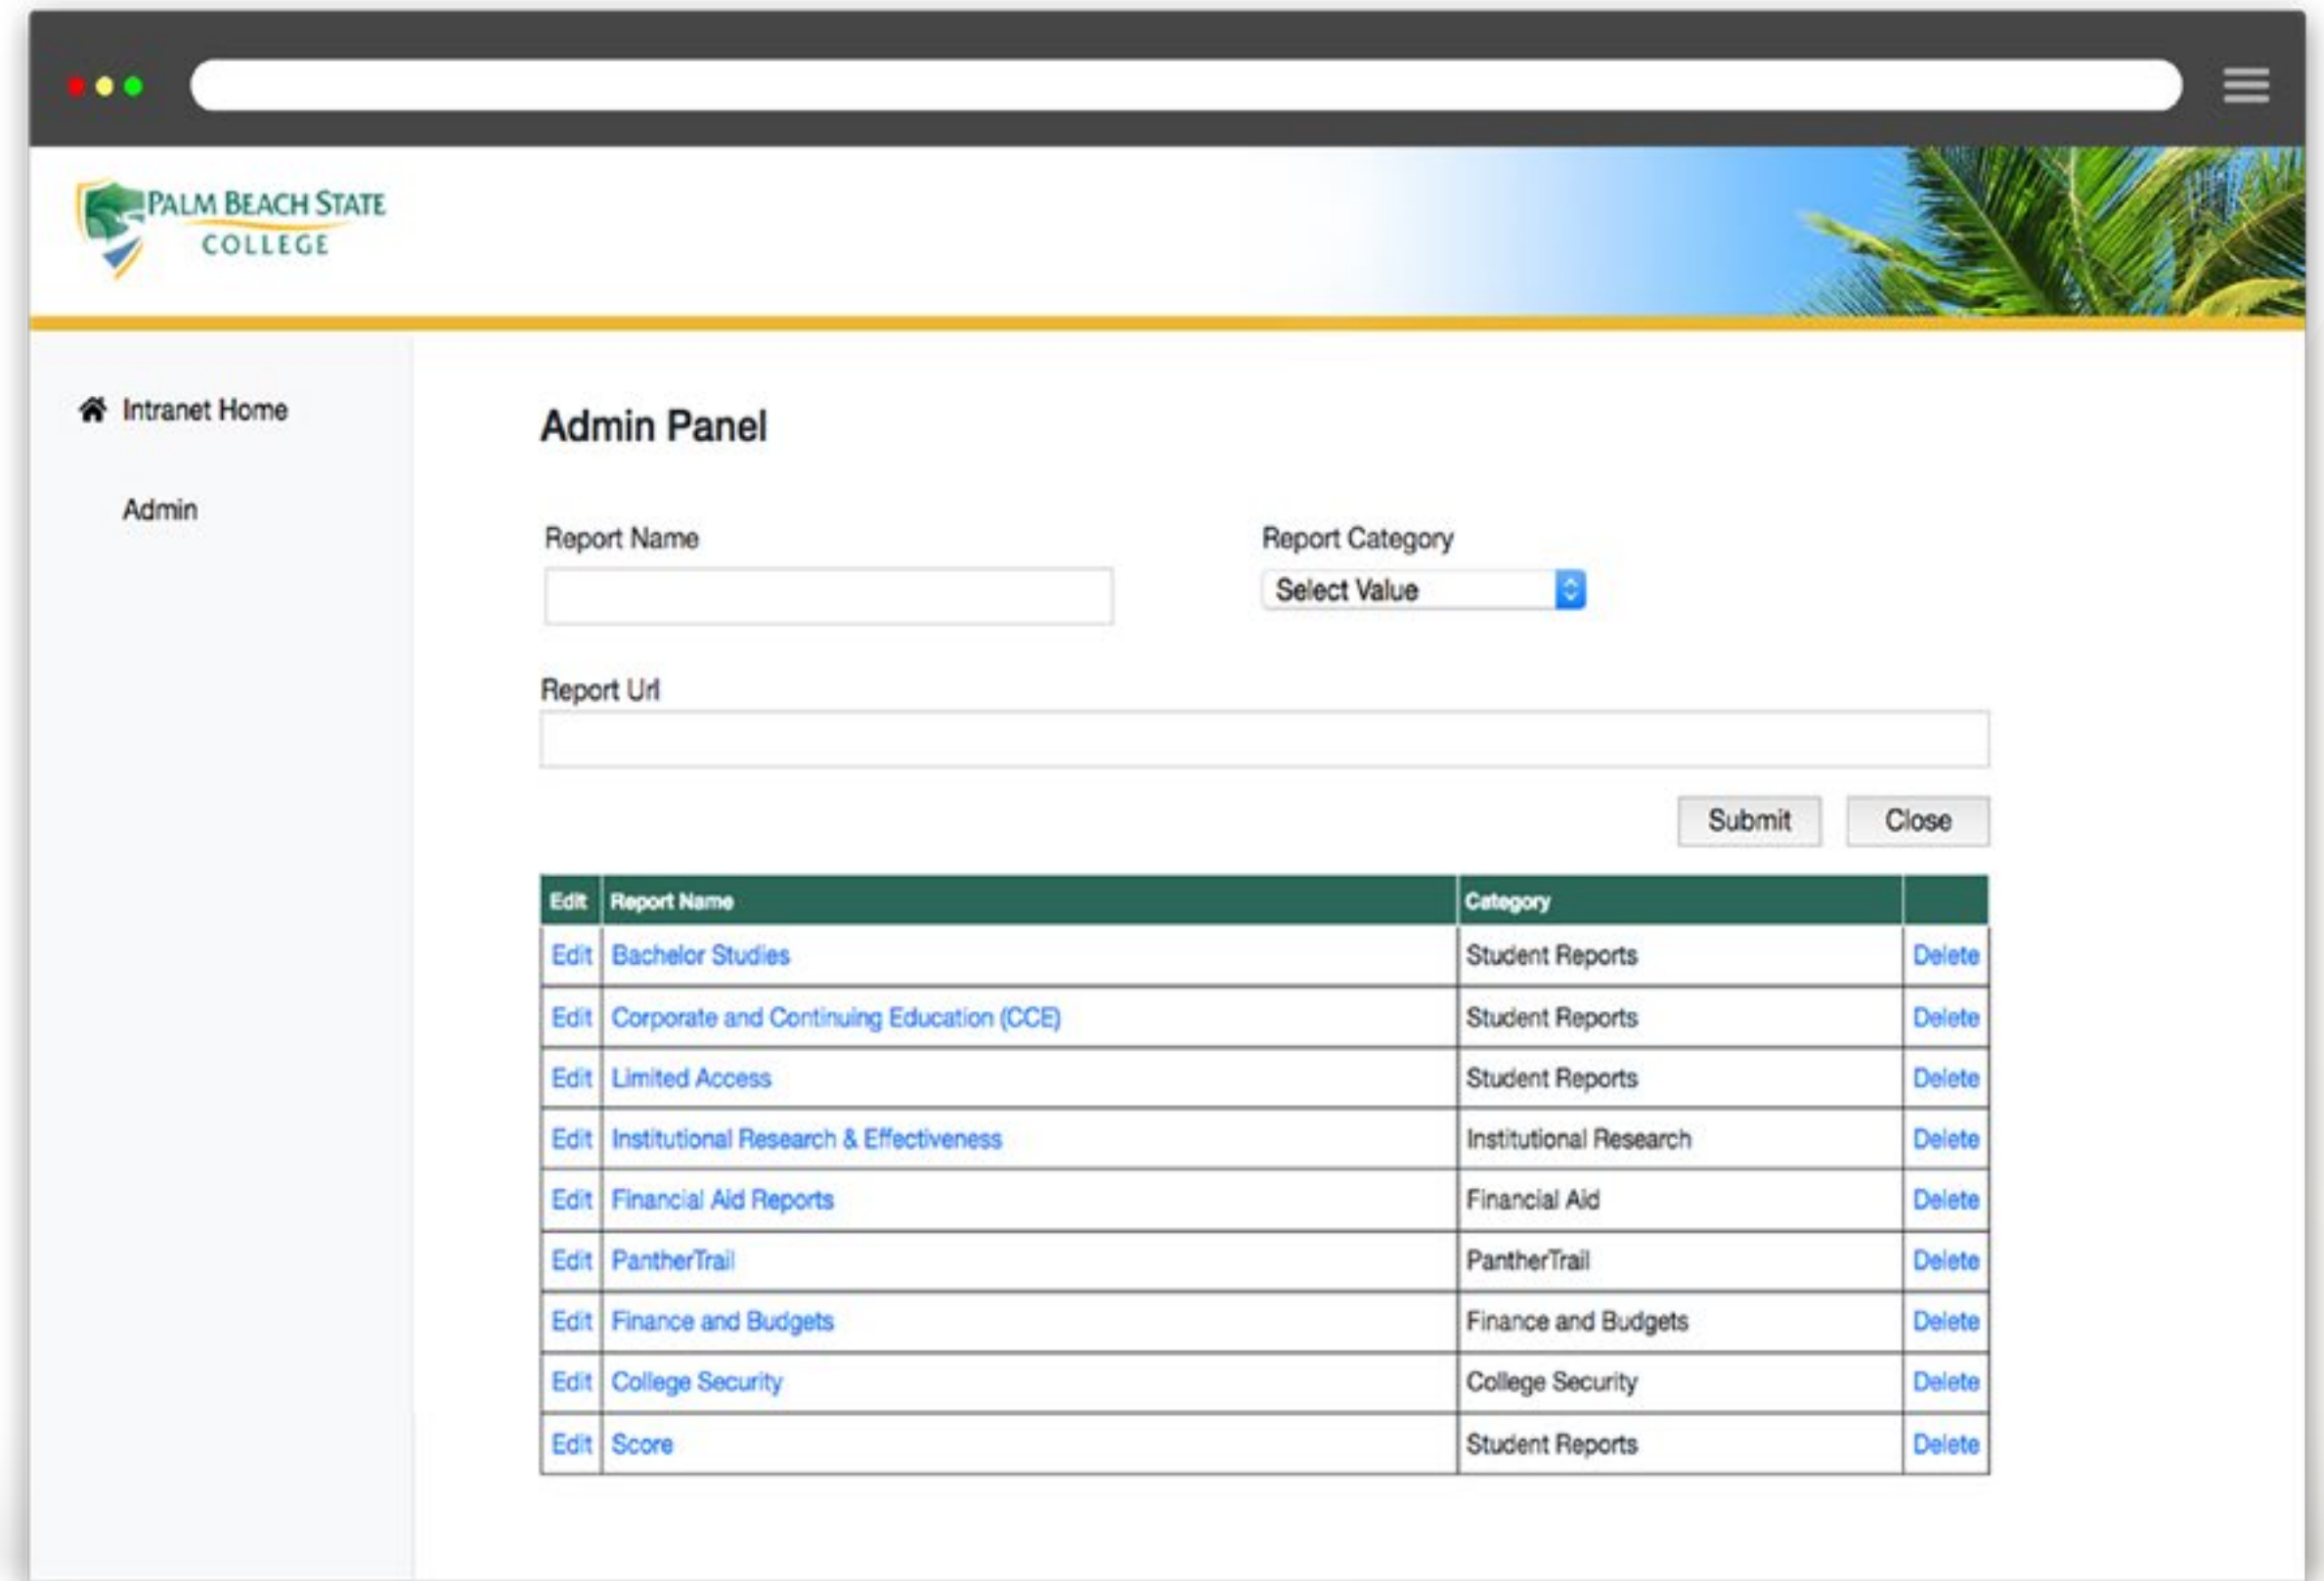 PALM BEACH STATE
COLLEGE
Intranet Home
Admin
Admin Panel
Report Name
Report Category
Select Value
Report Url
Submit Close
Edit Report Name Category
Edit Bachelor Studies Student Reports Delete
Edit Corporate and Continuing Education (CCE) Student Reports Delete
Edit Limited Access Student Reports Delete
Edit Institutional Research & Effectiveness Institutional Research Delete
Edit Financial Aid Reports Financial Aid Delete
Edit PantherTrail PantherTrail Delete
Edit Finance and Budgets Finance and Budgets Delete
Edit College Security College Security Delete
Edit Score Student Reports Delete